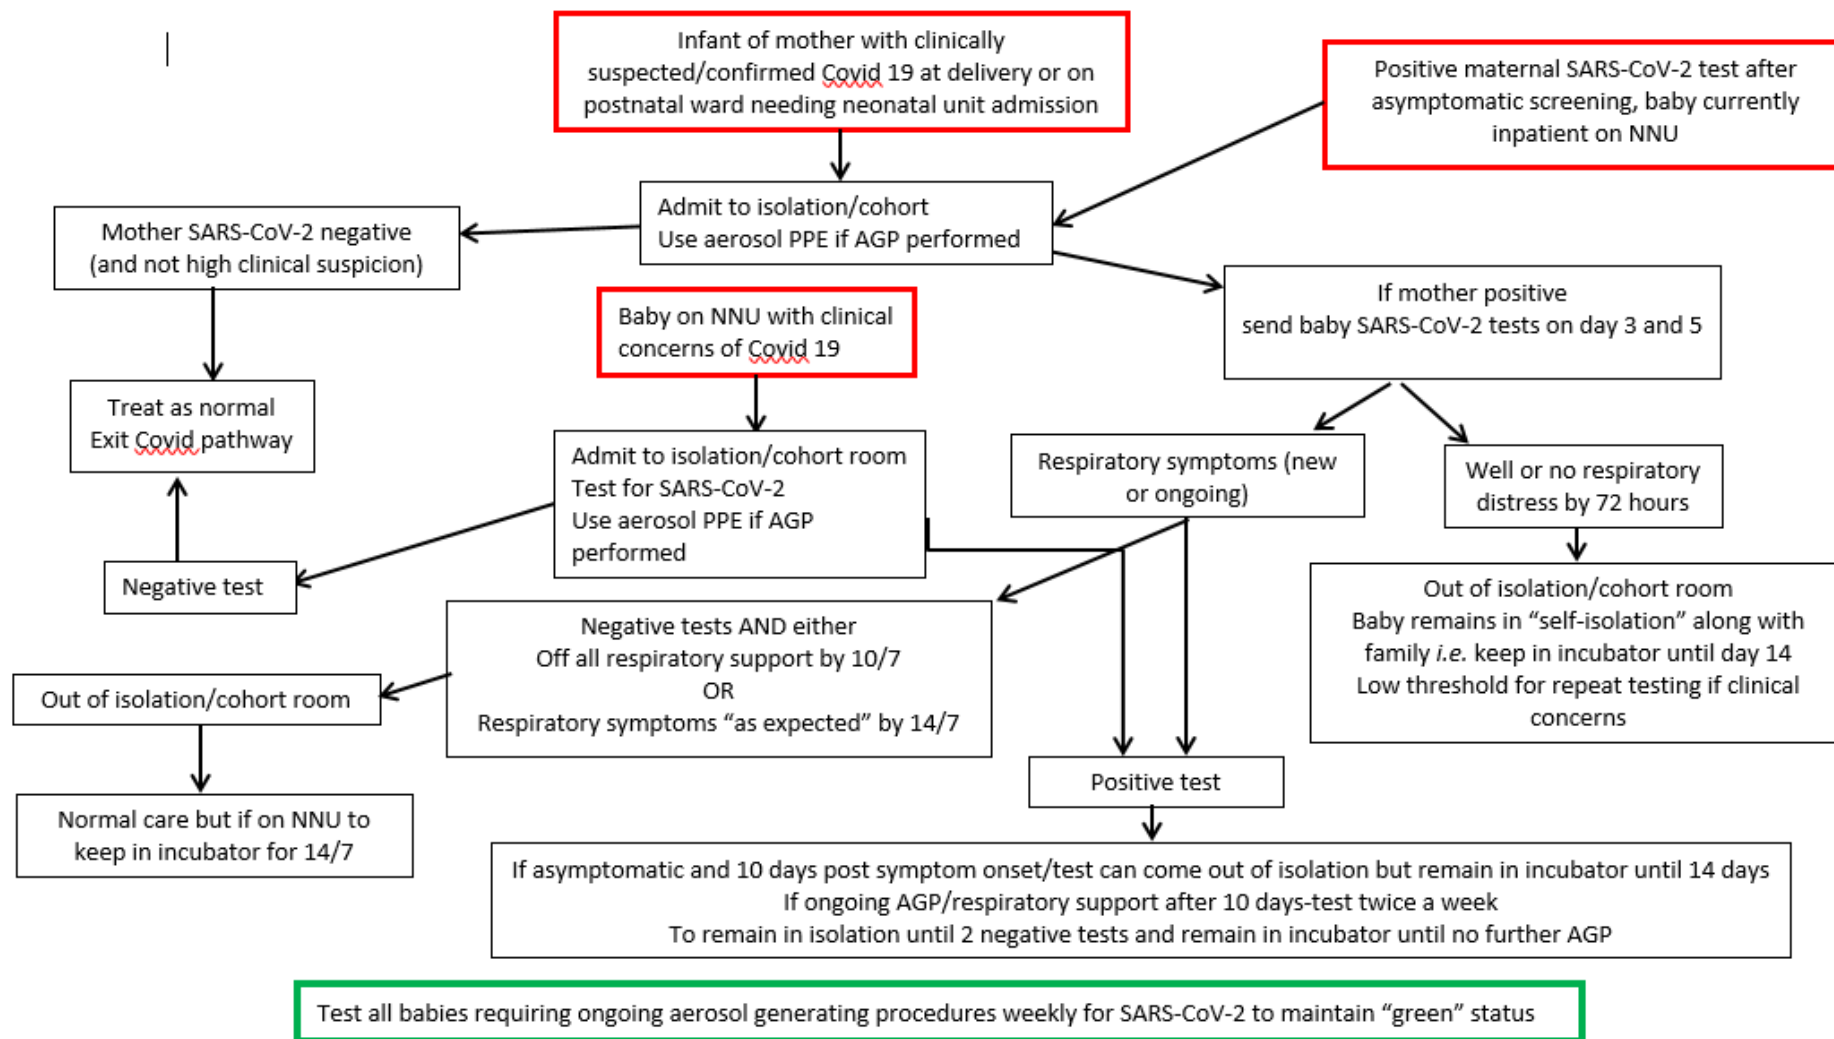 Infant of mother with clinically
suspected/confirmed Covid 19 at delivery or on
postnatal ward needing neonatal unit admission
Positive maternal SARS-CoV-2 test after
asymptomatic screening, baby currently
inpatient on NNU
Admit to isolation/cohort
Use aerosol PPE if AGP performed
Mother SARS-CoV-2 negative
(and not high clinical suspicion)
If mother positive
send baby SARS-CoV-2 tests on day 3 and 5
Baby on NNU with clinical
concerns of Covid 19
Treat as normal
Exit Covid pathway
Admit to isolation/cohort room
Test for SARS-CoV-2
Use aerosol PPE if AGP
performed
Respiratory symptoms (new
or ongoing)
Well or no respiratory
distress by 72 hours
Negative test
Out of isolation/cohort room
Baby remains in “self-isolation” along with
family i.e. keep in incubator until day 14
Low threshold for repeat testing if clinical
concerns
Negative tests AND either
Off all respiratory support by 10/7
OR
Respiratory symptoms “as expected” by 14/7
Out of isolation/cohort room
Positive test
Normal care but if on NNU to
keep in incubator for 14/7
If asymptomatic and 10 days post symptom onset/test can come out of isolation but remain in incubator until 14 days
If ongoing AGP/respiratory support after 10 days-test twice a week
To remain in isolation until 2 negative tests and remain in incubator until no further AGP
Test all babies requiring ongoing aerosol generating procedures weekly for SARS-CoV-2 to maintain “green” status